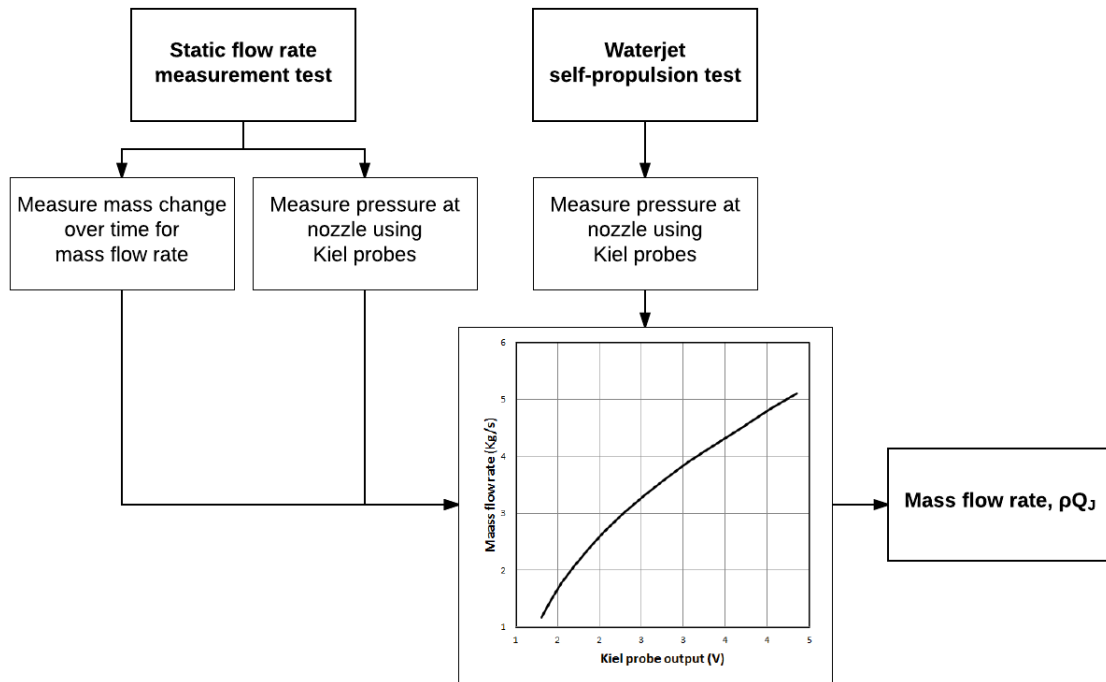 Static flow rate
measurement test
Waterjet
self-propulsion test
Measure mass change
over time for
mass flow rate
Measure pressure at
nozzle using
Kiel probes
Measure pressure at
nozzle using
Kiel probes
6
5
4
3
2
1
Maass flow rate (Kg/s)
1 2 2 3 3 4 4 5
Kiel probe output (V)
Mass flow rate, ρQJ